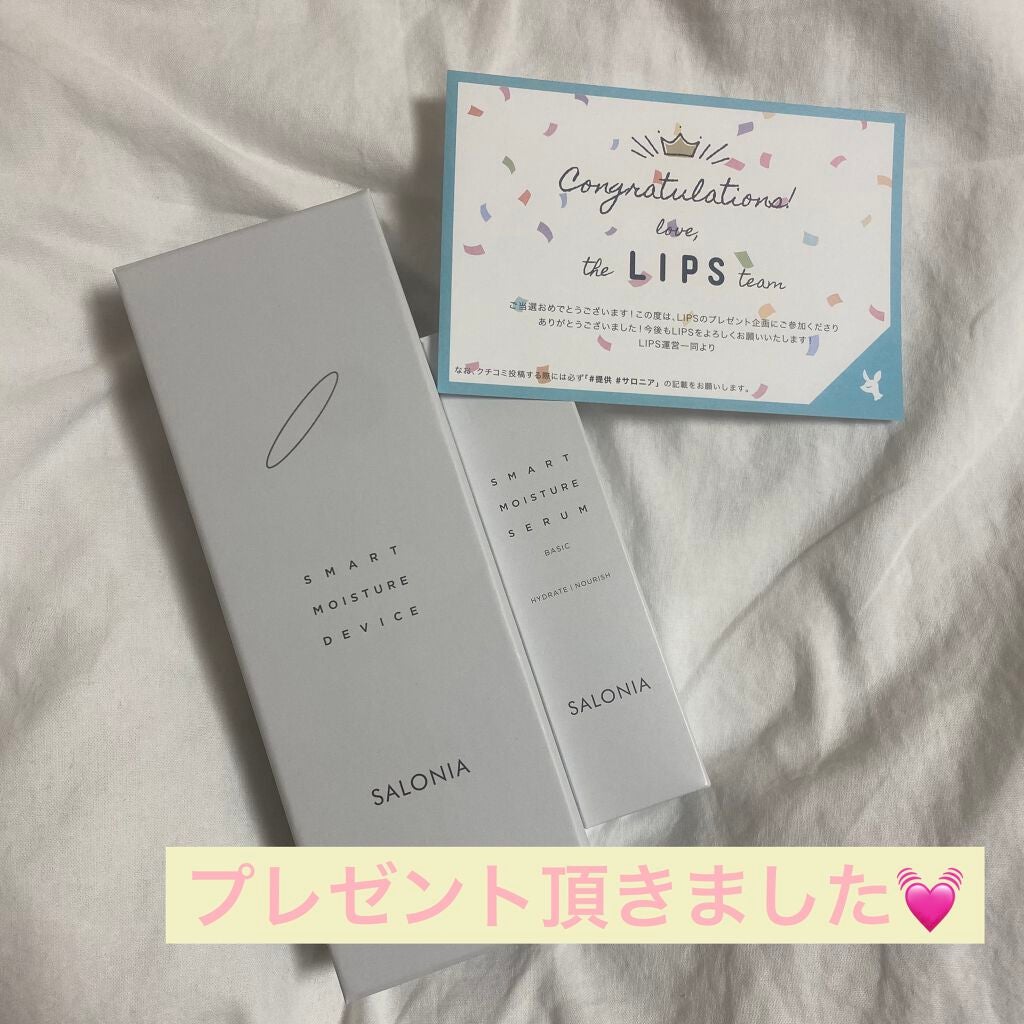 Congratulations!
love,
the LIPS team
ご当選おめでとうございます！この度は、LIPSのプレゼント企画にご参加くださり
ありがとうございました！今後もLIPSをよろしくお願いいたします！
LIPS運営一同より
なお、クチコミ投稿する際には必ず「#提供 #サロニア」の記載をお願いします。
SMART
MOISTURE
DEVICE
SALONIA
SMART
MOISTURE
SERUM
BASIC
HYDRATE | NOURISH
SALONIA
プレゼント頂きました💓